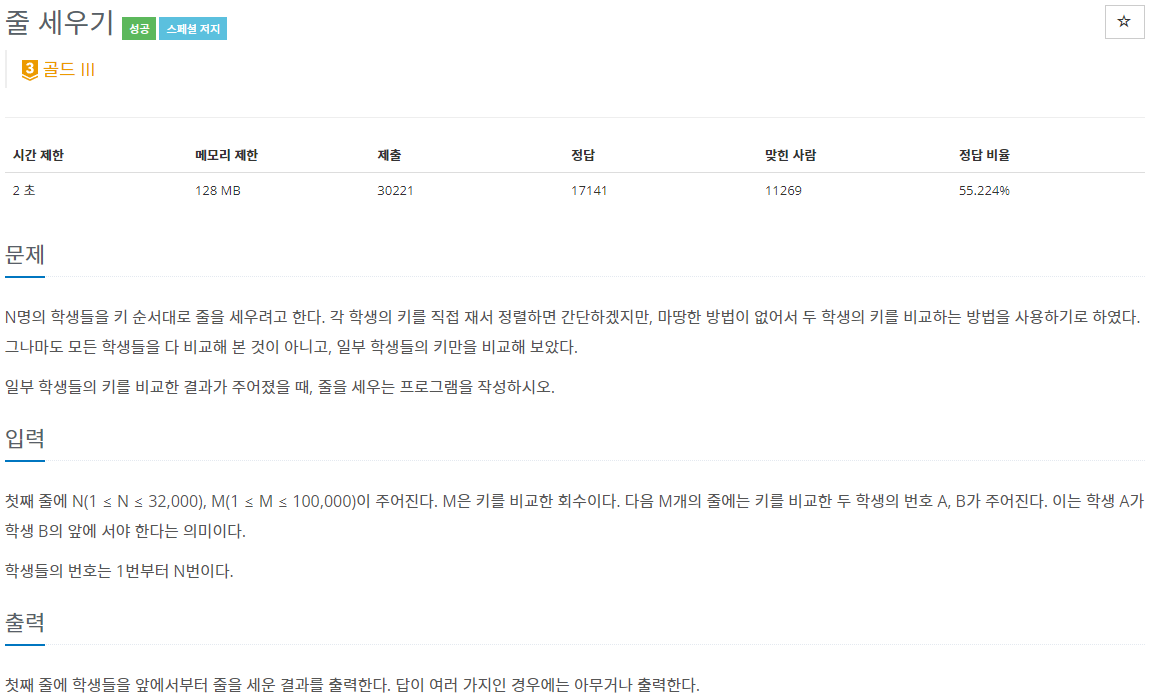 줄 세우기 성공 스페셜 저지
☆
3 골드 III
시간 제한 메모리 제한 제출 정답 맞힌 사람 정답 비율
2 초 128 MB 30221 17141 11269 55.224%
문제
N명의 학생들을 키 순서대로 줄을 세우려고 한다. 각 학생의 키를 직접 재서 정렬하면 간단하겠지만, 마땅한 방법이 없어서 두 학생의 키를 비교하는 방법을 사용하기로 하였다.
그나마도 모든 학생들을 다 비교해 본 것이 아니고, 일부 학생들의 키만을 비교해 보았다.
일부 학생들의 키를 비교한 결과가 주어졌을 때, 줄을 세우는 프로그램을 작성하시오.
입력
첫째 줄에 N(1 ≤ N ≤ 32,000), M(1 ≤ M ≤ 100,000)이 주어진다. M은 키를 비교한 회수이다. 다음 M개의 줄에는 키를 비교한 두 학생의 번호 A, B가 주어진다. 이는 학생 A가
학생 B의 앞에 서야 한다는 의미이다.
학생들의 번호는 1번부터 N번이다.
출력
첫째 줄에 학생들을 앞에서부터 줄을 세운 결과를 출력한다. 답이 여러 가지인 경우에는 아무거나 출력한다.